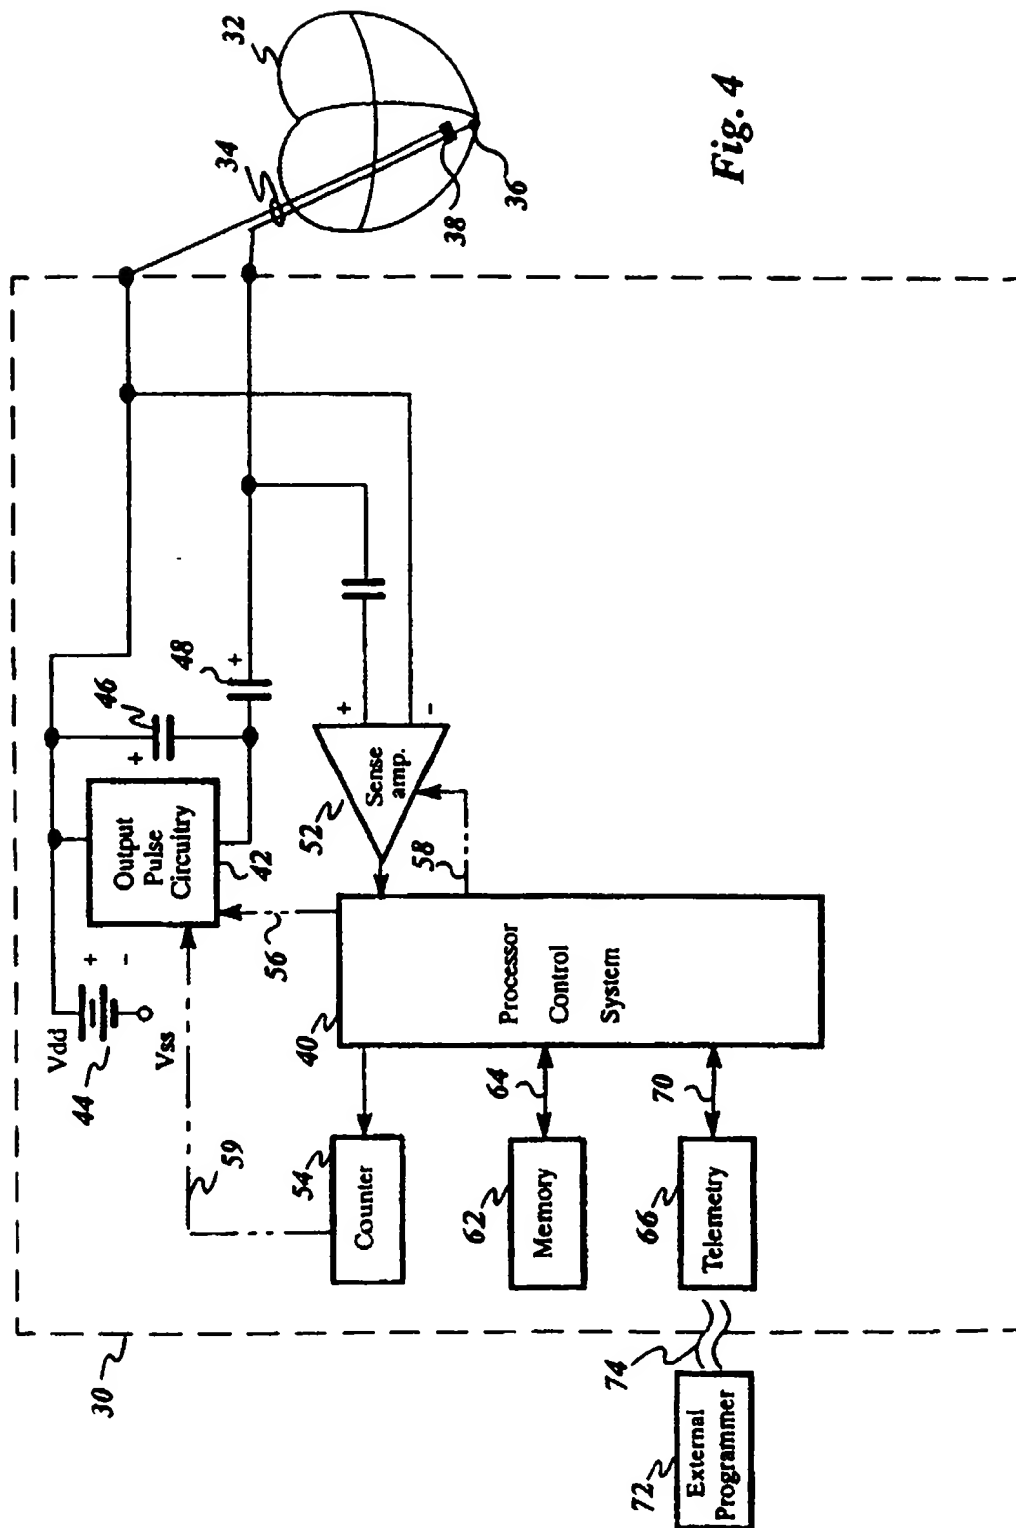 Fig. 4
30
32
34
36
38
Vdd
44
+
-
Vss
Output
Pulse
Circuitry
42
46
+
48
+
59
56
52
Sense
amp.
+
-
58
40
Processor
Control
System
54
Counter
62
Memory
64
66
Telemetry
70
72
External
Programmer
74